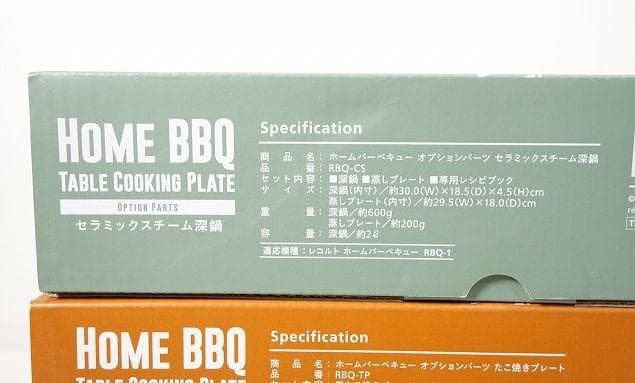 HOME BBQ
TABLE COOKING PLATE
OPTION PARTS
セラミックスチーム深鍋
Specification
商品名：ホームバーベキュー オプションパーツ セラミックスチーム深鍋
品番：RBQ-CS
セット内容：■深鍋 ■蒸しプレート ■専用レシピブック
サイズ：深鍋（内寸）／約30.0(W)×18.5(D)×4.5(H)cm
蒸しプレート（内寸）／約29.5(W)×18.0(D)cm
重量：深鍋／約600g
蒸しプレート／約200g
容量：深鍋／約2ℓ
適応機種：レコルト ホームバーベキュー RBQ-1
HOME BBQ
TABLE COOKING PLATE
Specification
商品名：ホームバーベキュー オプションパーツ たこ焼きプレート
品番：RBQ-TP